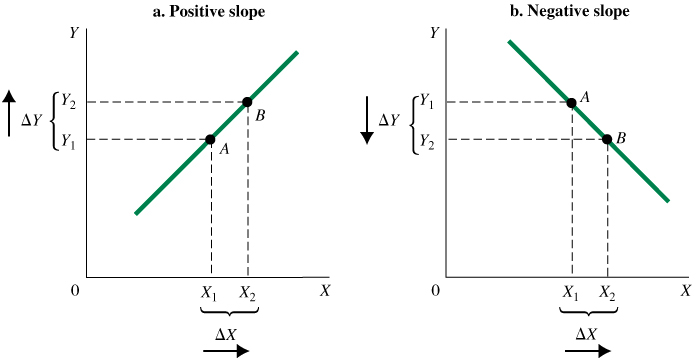 a. Positive slope
Y
Y₂
ΔY
B
Y₁
A
0
X₁ X₂ X
ΔX
b. Negative slope
Y
Y₁
A
ΔY
Y₂
B
0
X₁ X₂ X
ΔX